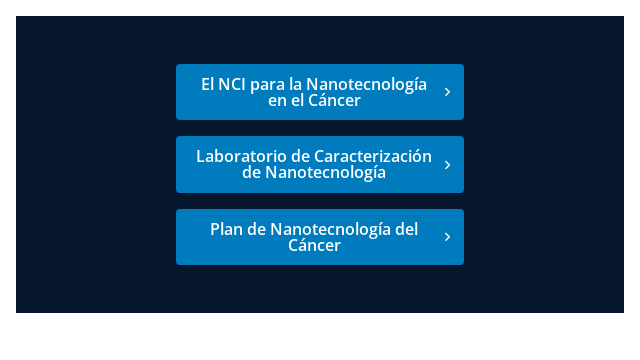 El NCI para la Nanotecnología
en el Cáncer
Laboratorio de Caracterización
de Nanotecnología
Plan de Nanotecnología del
Cáncer